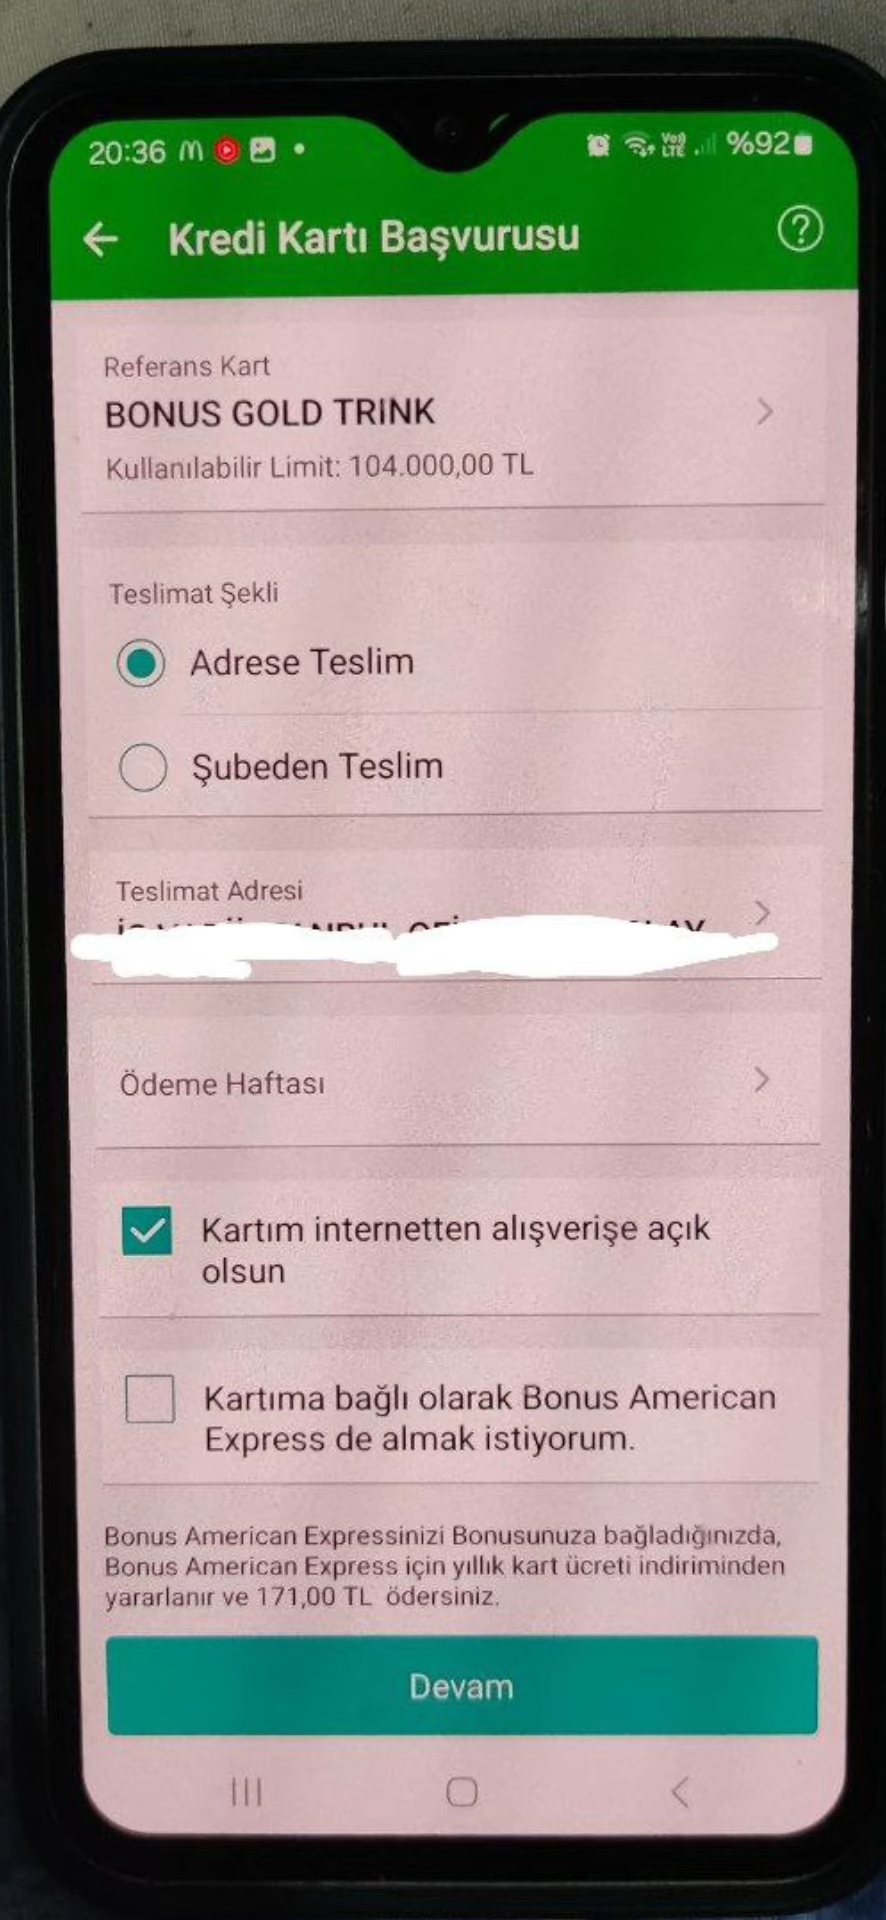 20:36
VoLTE %92
Kredi Kartı Başvurusu
Referans Kart
BONUS GOLD TRINK
Kullanılabilir Limit: 104.000,00 TL
Teslimat Şekli
Adrese Teslim
Şubeden Teslim
Teslimat Adresi
Ödeme Haftası
Kartım internetten alışverişe açık
olsun
Kartıma bağlı olarak Bonus American
Express de almak istiyorum.
Bonus American Expressinizi Bonusunuza bağladığınızda,
Bonus American Express için yıllık kart ücreti indiriminden
yararlanır ve 171,00 TL ödersiniz.
Devam